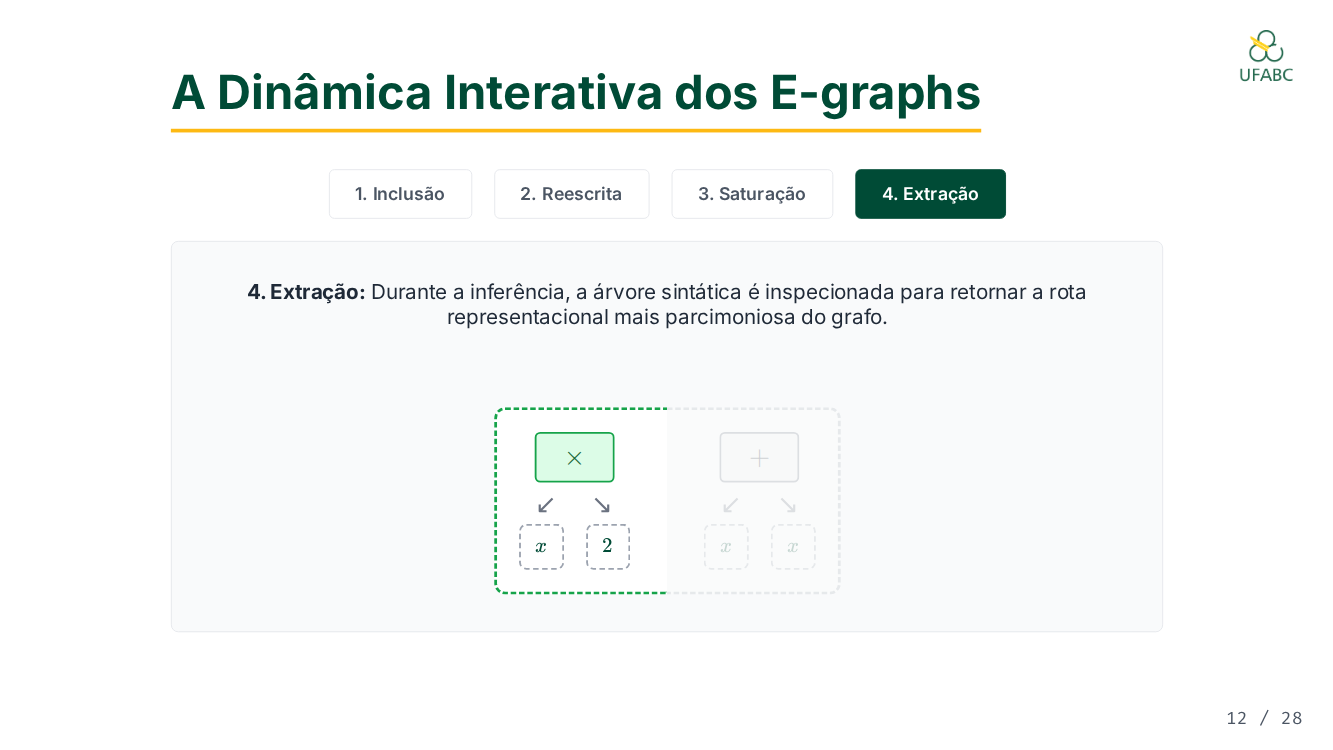 UFABC
A Dinâmica Interativa dos E-graphs
1. Inclusão
2. Reescrita
3. Saturação
4. Extração
4. Extração: Durante a inferência, a árvore sintática é inspecionada para retornar a rota
representacional mais parcimoniosa do grafo.
× +
↙ ↘ ↙ ↘
x 2 x x
12 / 28